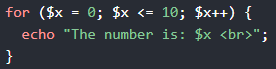 for ($x = 0; $x <= 10; $x++) {
  echo "The number is: $x <br>";
}